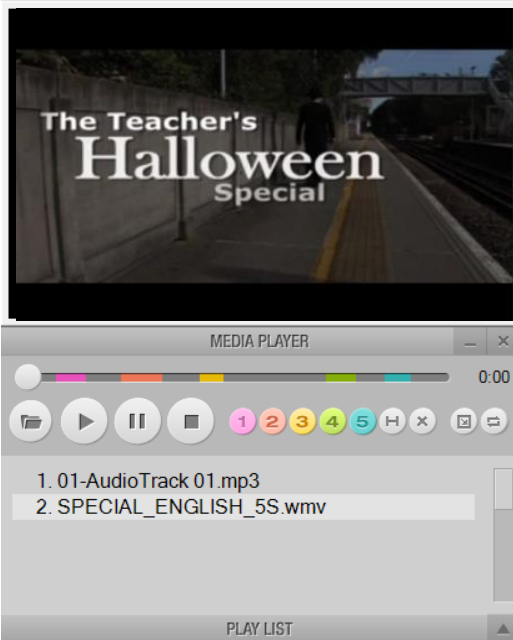 The Teacher's
Halloween
Special
MEDIA PLAYER
0:00
1 2 3 4 5 H X
1. 01-AudioTrack 01.mp3
2. SPECIAL_ENGLISH_5S.wmv
PLAY LIST